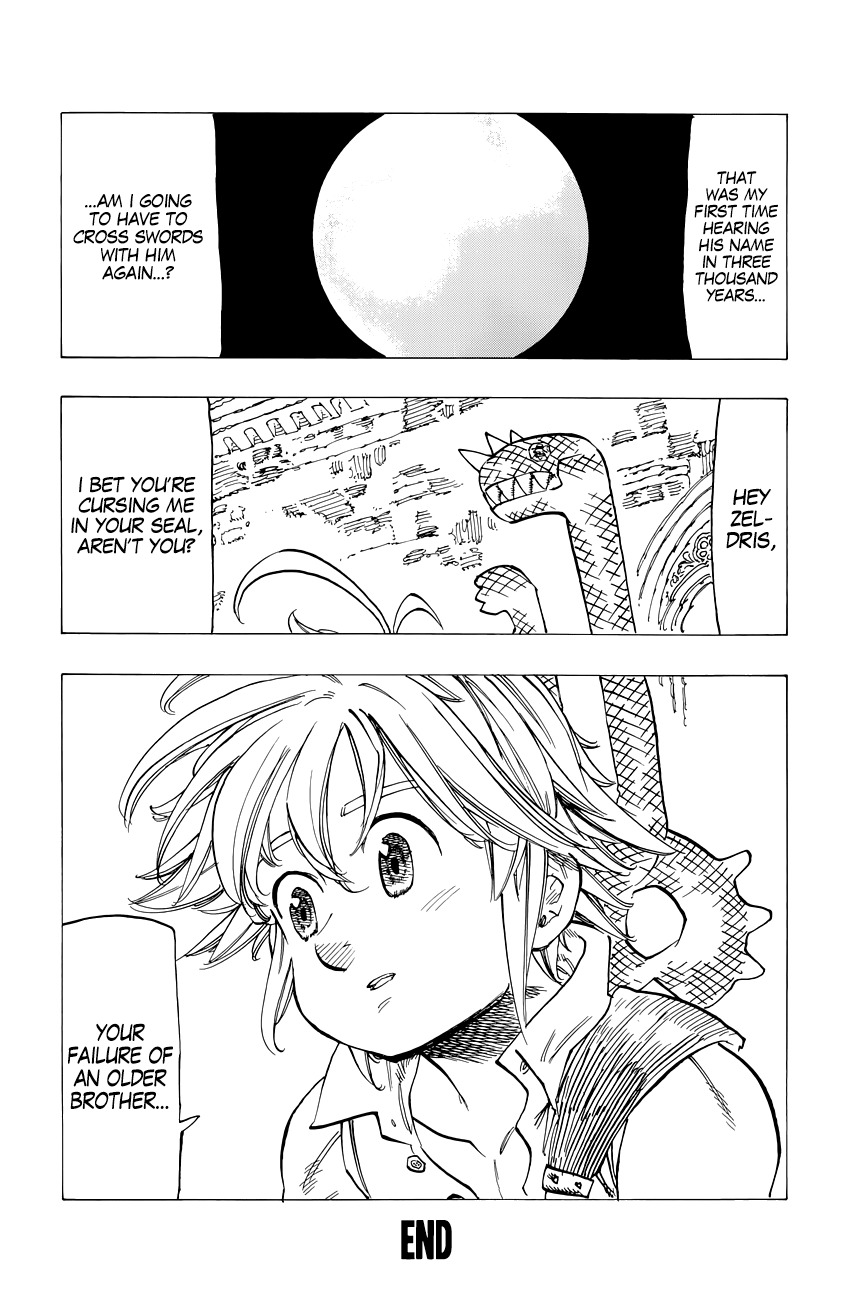 THAT
WAS MY
FIRST TIME
HEARING
HIS NAME
IN THREE
THOUSAND
YEARS...
...AM I GOING
TO HAVE TO
CROSS SWORDS
WITH HIM
AGAIN...?
HEY
ZEL-
DRIS,
I BET YOU'RE
CURSING ME
IN YOUR SEAL,
AREN'T YOU?
YOUR
FAILURE OF
AN OLDER
BROTHER...
END